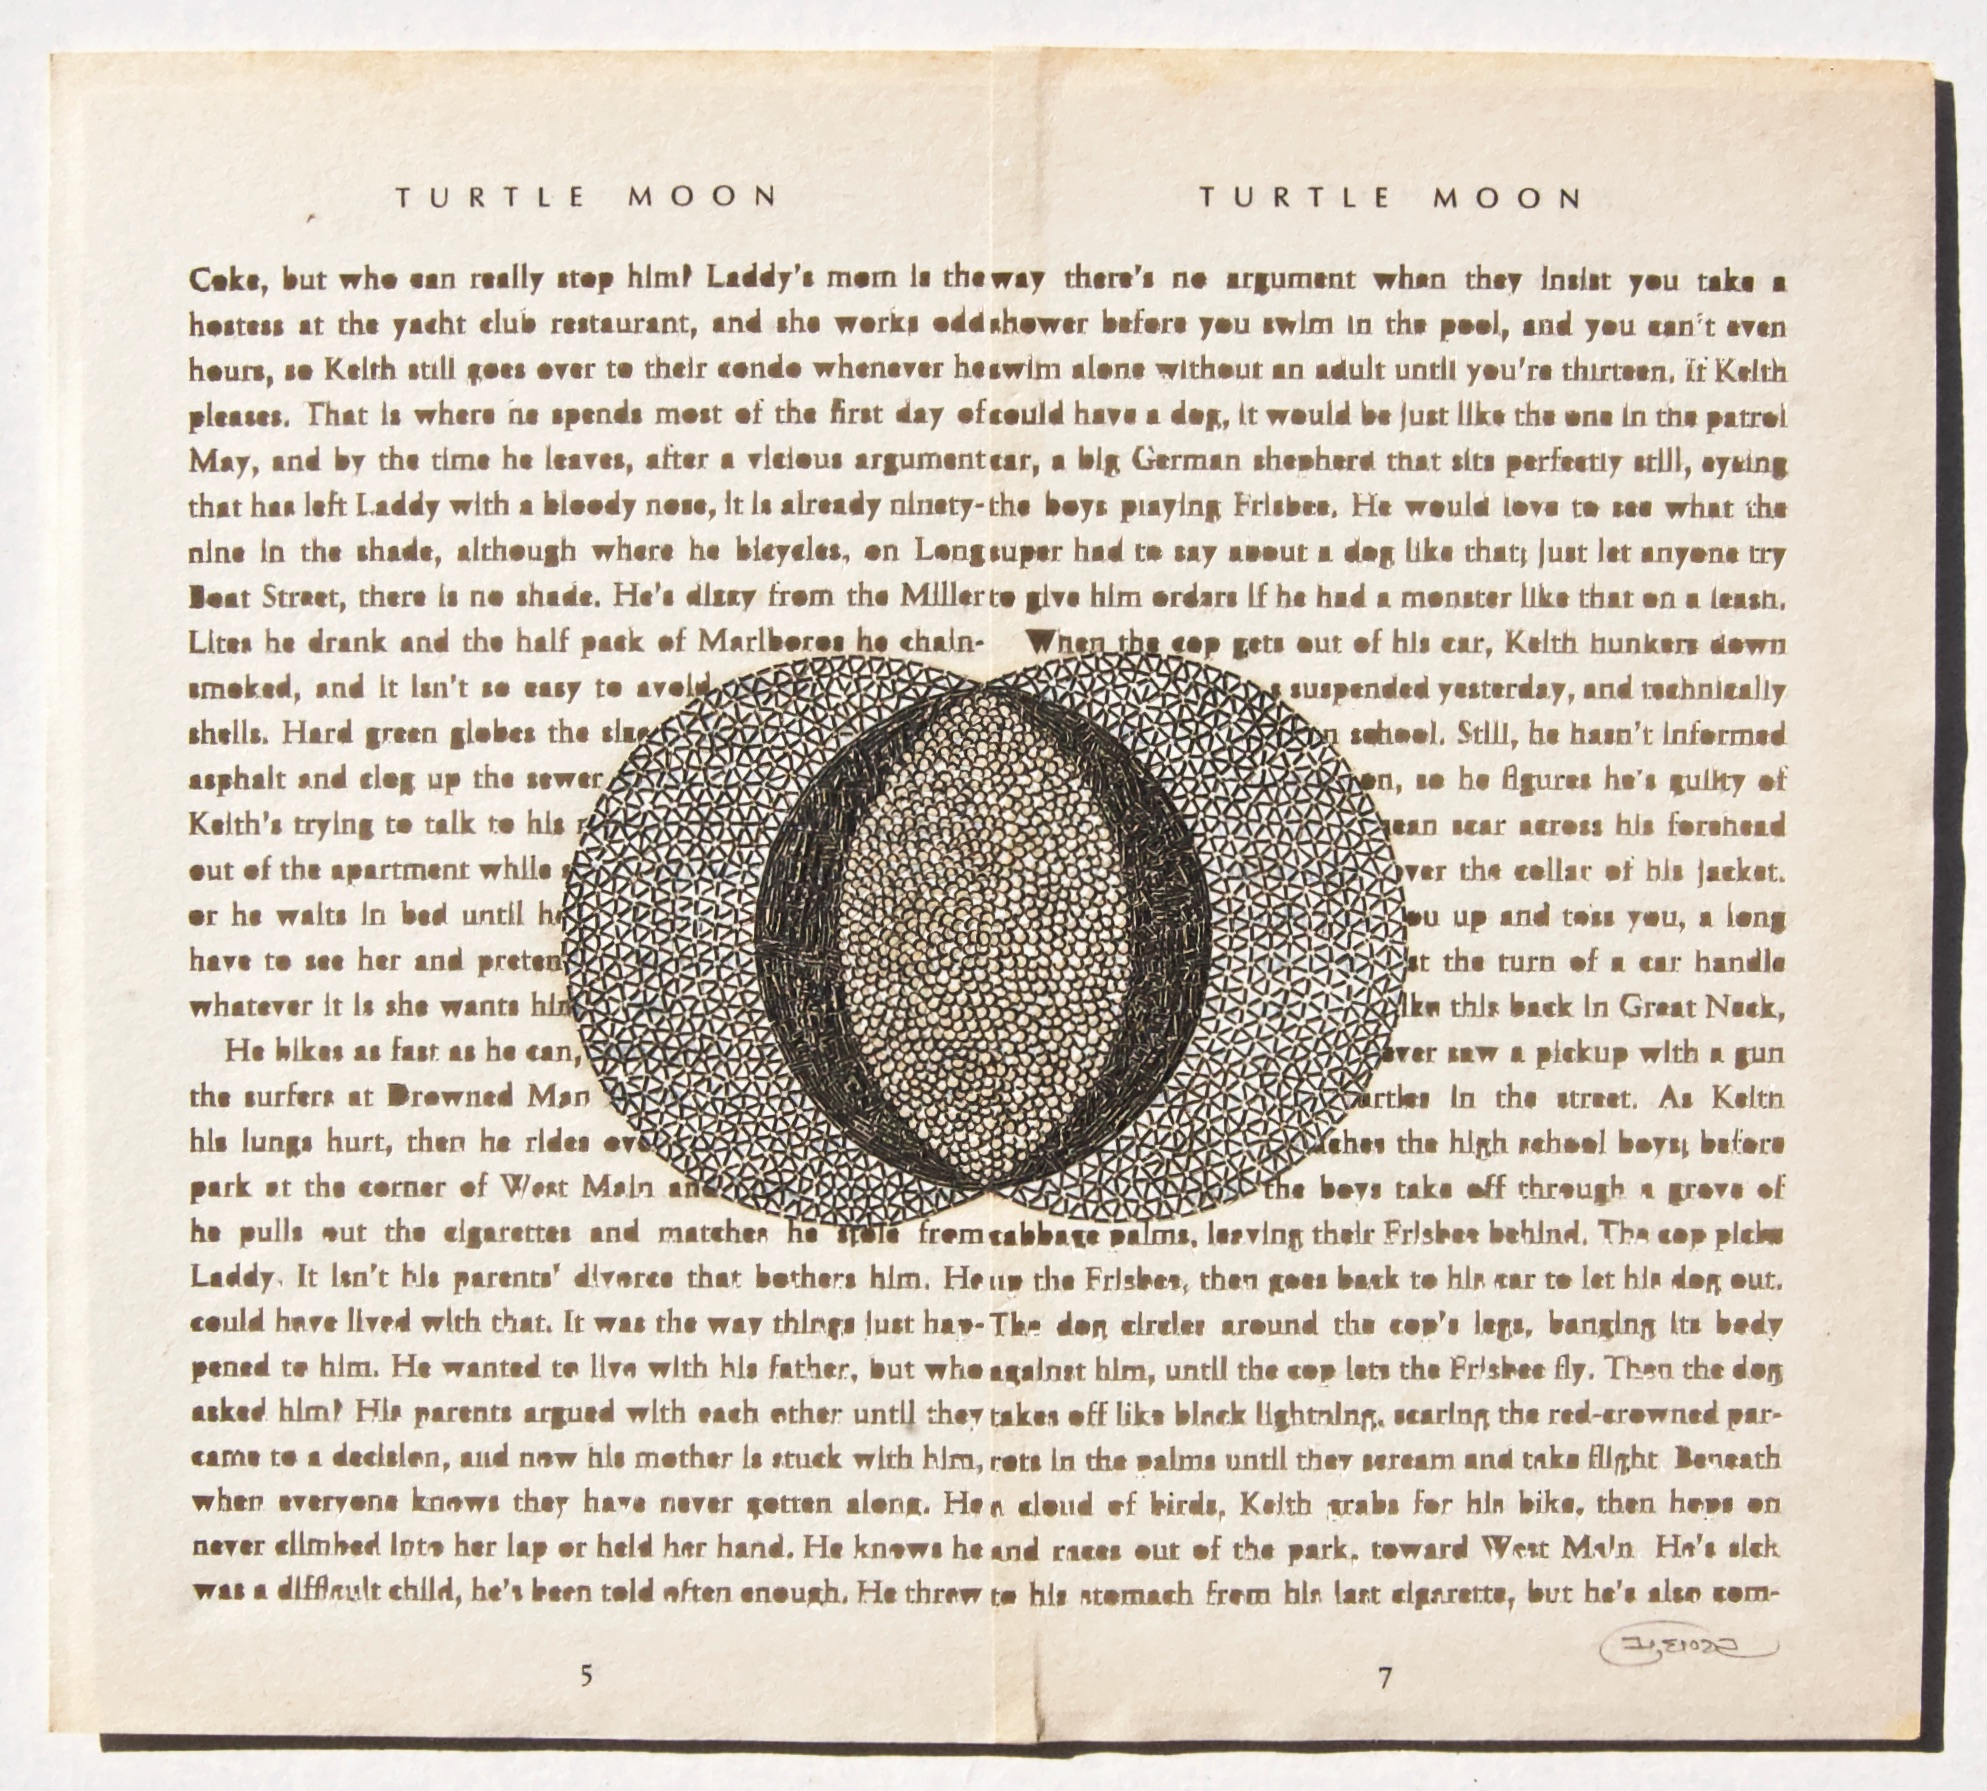 TURTLE MOON
Coke, but who can really stop him? Laddy's mom is the
hostess at the yacht club restaurant, and she works odd
hours, so Keith still goes over to their condo whenever he
pleases. That is where he spends most of the first day of
May, and by the time he leaves, after a vicious argument
that has left Laddy with a bloody nose, it is already ninety-
nine in the shade, although where he bicycles, on Long
Boat Street, there is no shade. He's dizzy from the Miller
Lites he drank and the half pack of Marlboros he chain-
smoked, and it isn't so easy to avoid
shells. Hard green globes the
asphalt and clog up the sewer
Keith's trying to talk to his
out of the apartment while
or he waits in bed until he
have to see her and
whatever it is she wants him
He bikes as fast as he can,
the surfers at Drowned Man
his lungs hurt, then he rides
park at the corner of West Main and
he pulls out the cigarettes and matches he stole from
Laddy. It isn't his parents' divorce that bothers him. He
could have lived with that. It was the way things just hap-
pened to him. He wanted to live with his father, but who
asked him? His parents argued with each other until they
came to a decision, and now his mother is stuck with him,
when everyone knows they have never gotten along. He
never climbed into her lap or held her hand. He knows he
was a difficult child, he's been told often enough. He threw
5
TURTLE MOON
way there's no argument when they insist you take a
shower before you swim in the pool, and you can't even
swim alone without an adult until you're thirteen. If Keith
could have a dog, it would be just like the one in the patrol
car, a big German shepherd that sits perfectly still, eyeing
the boys playing Frisbee. He would love to see what the
super had to say about a dog like that; just let anyone try
to give him orders if he had a monster like that on a leash.
When the cop gets out of his car, Keith hunkers down
suspended yesterday, and technically
school. Still, he hasn't informed
so he figures he's guilty of
scar across his forehead
over the collar of his jacket.
you up and toss you, a long
the turn of a car handle
this back in Great Neck,
saw a pickup with a gun
in the street. As Keith
the high school boys; before
the boys take off through a grove of
cabbage palms, leaving their Frisbee behind. The cop picks
up the Frisbee, then goes back to his car to let his dog out.
The dog circles around the cop's legs, banging its body
against him, until the cop lets the Frisbee fly. Then the dog
takes off like black lightning, scaring the red-crowned par-
rots in the palms until they scream and take flight. Beneath
a cloud of birds, Keith grabs for his bike, then hops on
and races out of the park, toward West Main. He's sick
to his stomach from his last cigarette, but he's also com-
7